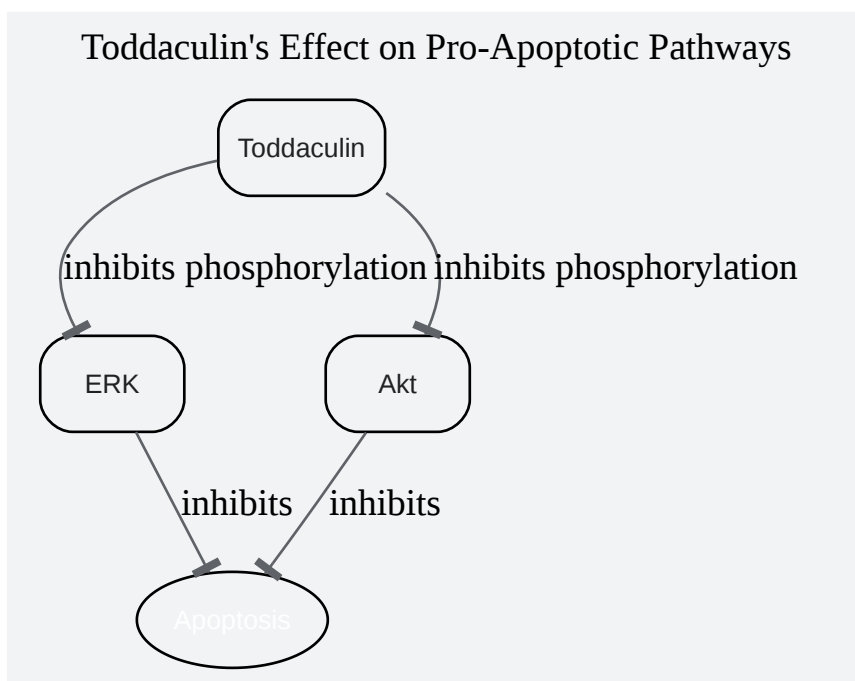 Toddaculin's Effect on Pro-Apoptotic Pathways
Toddaculin
inhibits phosphorylation
inhibits phosphorylation
ERK
Akt
inhibits
inhibits
Apoptosis